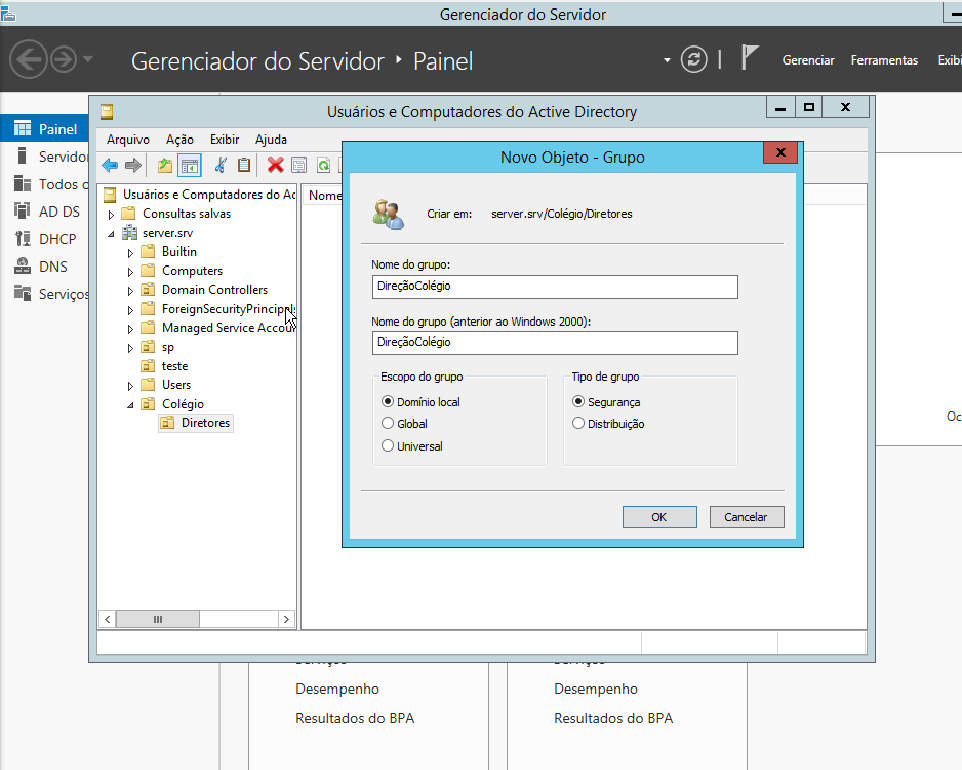 Gerenciador do Servidor
Gerenciador do Servidor ‣ Painel
Gerenciar Ferramentas Exibi
Painel
Servido
Todos
AD DS
DHCP
DNS
Serviços
Usuários e Computadores do Active Directory
Arquivo Ação Exibir Ajuda
Usuários e Computadores do Ac
Consultas salvas
server.srv
Builtin
Computers
Domain Controllers
ForeignSecurityPrincipals
Managed Service Accou
sp
teste
Users
Colégio
Diretores
Nome
Novo Objeto - Grupo
Criar em: server.srv/Colégio/Diretores
Nome do grupo:
DireçãoColégio
Nome do grupo (anterior ao Windows 2000):
DireçãoColégio
Escopo do grupo
Domínio local
Global
Universal
Tipo de grupo
Segurança
Distribuição
OK Cancelar
Oc
Desempenho
Resultados do BPA
Desempenho
Resultados do BPA